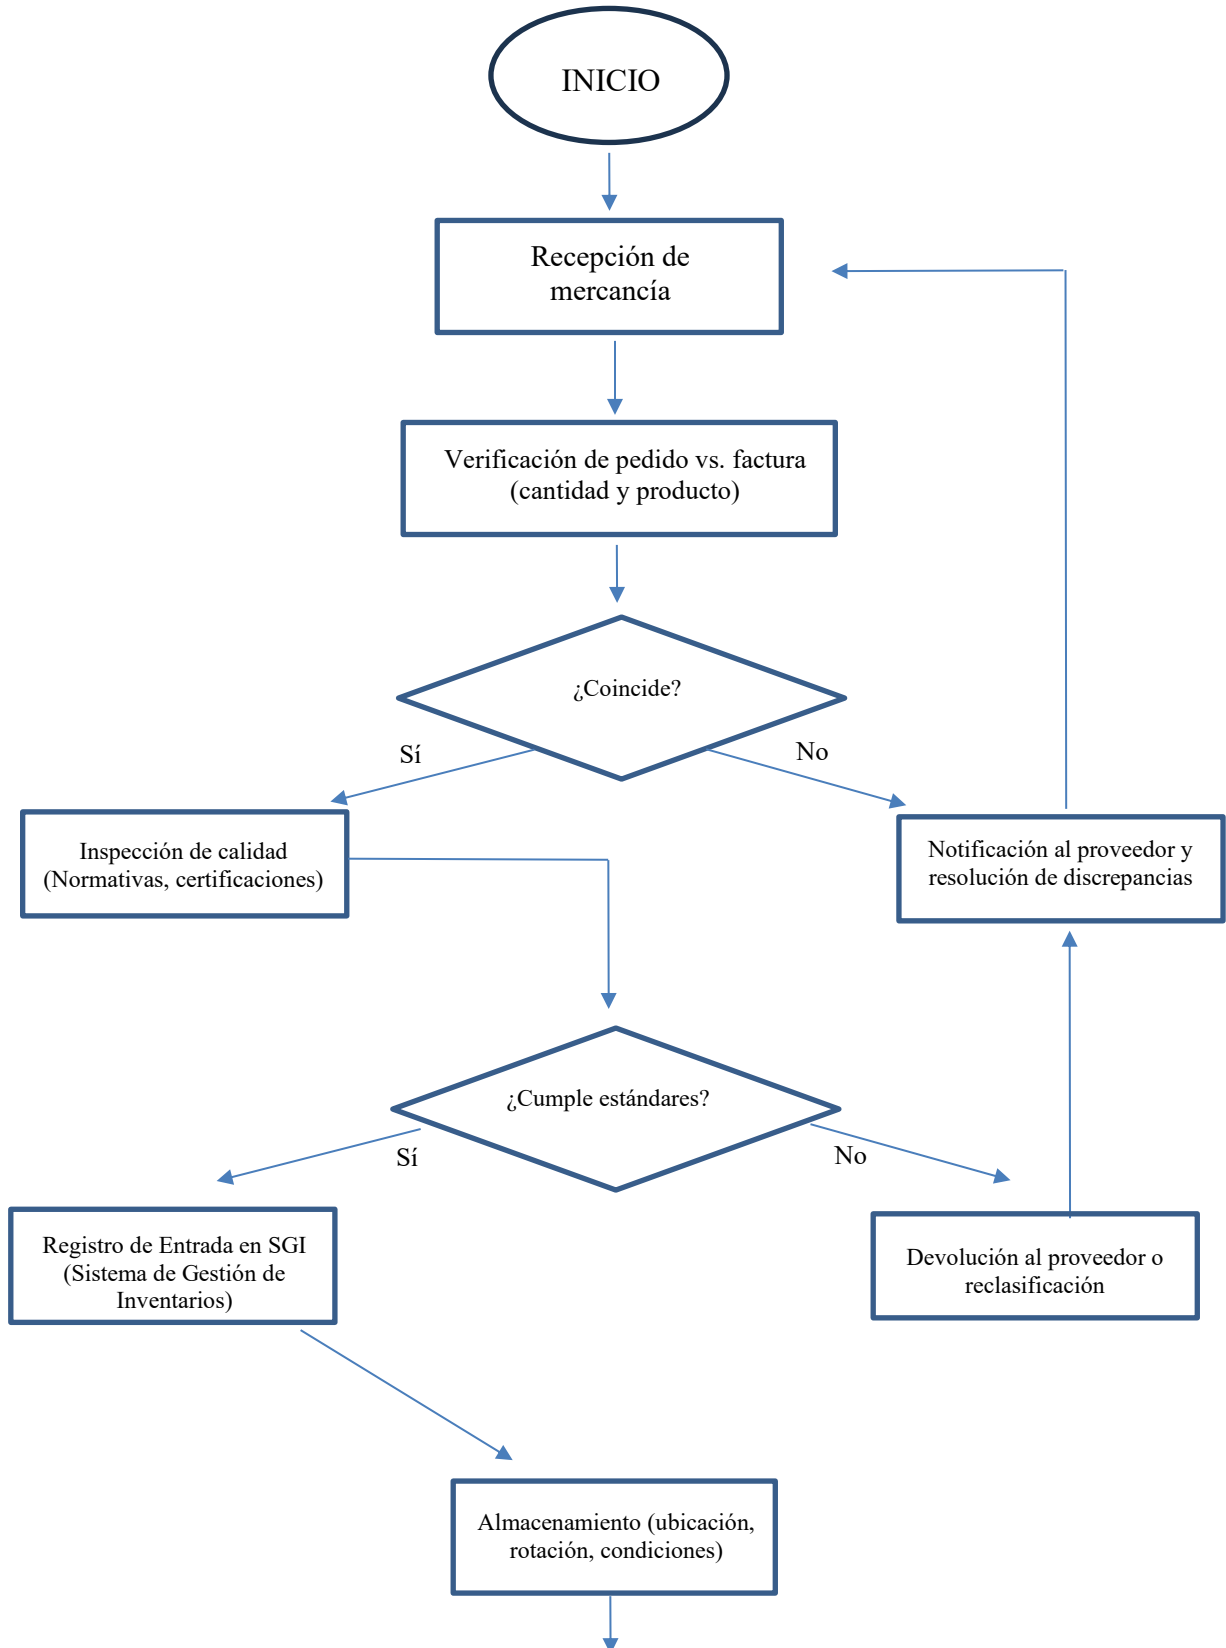 INICIO
Recepción de
mercancía
Verificación de pedido vs. factura
(cantidad y producto)
¿Coincide?
Sí
No
Inspección de calidad
(Normativas, certificaciones)
Notificación al proveedor y
resolución de discrepancias
¿Cumple estándares?
Sí
No
Registro de Entrada en SGI
(Sistema de Gestión de
Inventarios)
Devolución al proveedor o
reclasificación
Almacenamiento (ubicación,
rotación, condiciones)